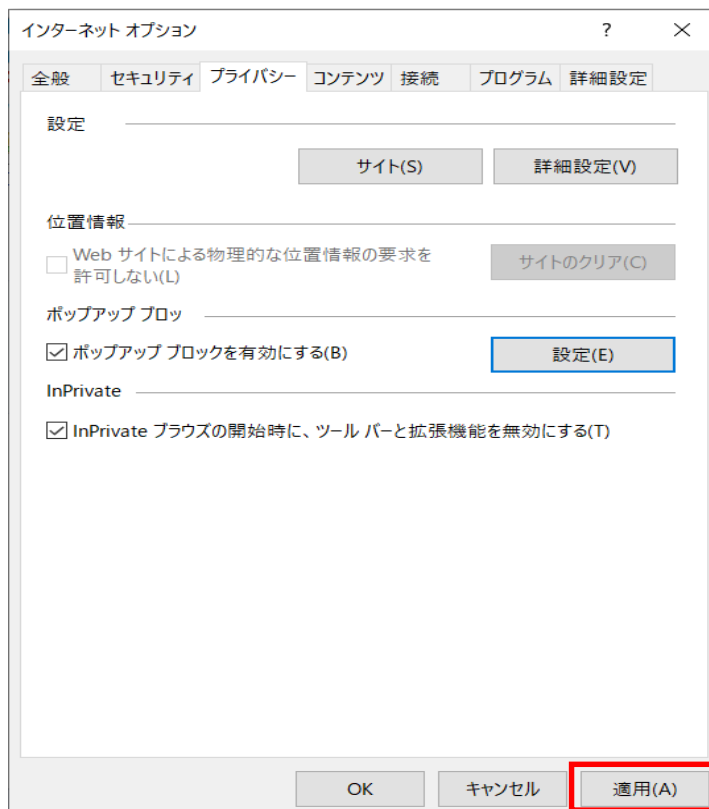 インターネット オプション
?
全般 セキュリティ プライバシー コンテンツ 接続 プログラム 詳細設定
設定
サイト(S) 詳細設定(V)
位置情報
Web サイトによる物理的な位置情報の要求を
許可しない(L)
サイトのクリア(C)
ポップアップ ブロッ
ポップアップ ブロックを有効にする(B)
設定(E)
InPrivate
InPrivate ブラウズの開始時に、ツール バーと拡張機能を無効にする(T)
OK キャンセル 適用(A)